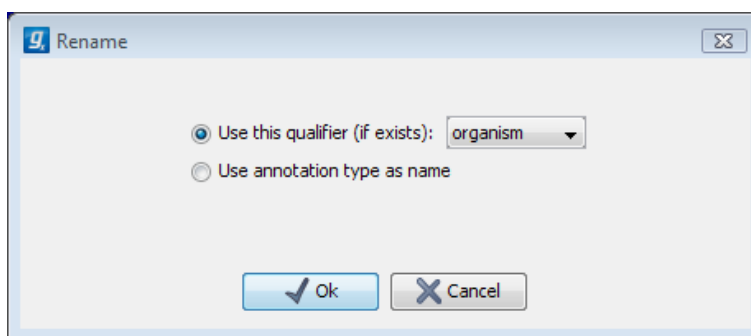 Rename
Use this qualifier (if exists): organism
Use annotation type as name
Ok Cancel